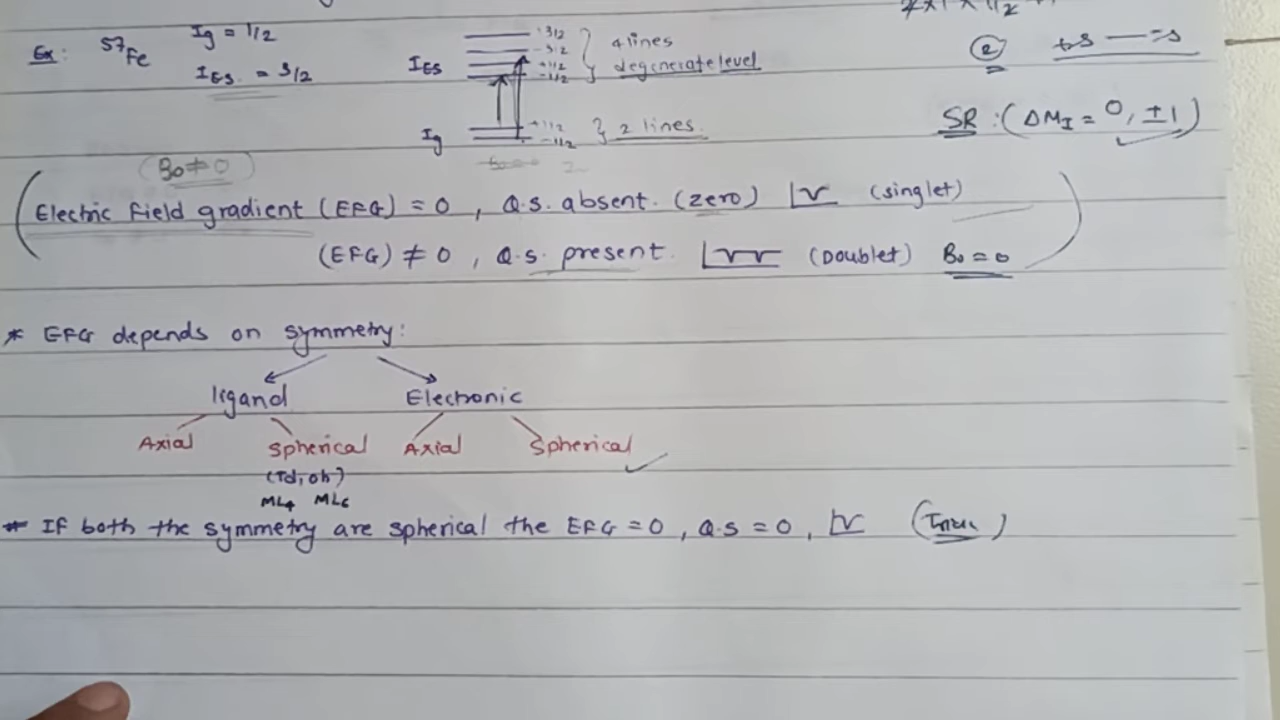 Ex: 57Fe Ig = 1/2
IES = 3/2
IES +3/2 -3/2 +1/2 -1/2 } 4 lines
degenerate level
Ig +1/2 -1/2 } 2 lines.
SR : (ΔMI = 0, ±1)
(B0 ≠ 0)
Electric field gradient (EFG) = 0, Q.S. absent. (zero) (singlet)
(EFG) ≠ 0, Q.S. present. (Doublet) B0 = 0
* EFG depends on symmetry:
ligand Electronic
Axial Spherical Axial Spherical
(Td, Oh)
ML4 ML6
* If both the symmetry are spherical the EFG = 0, Q.S = 0,